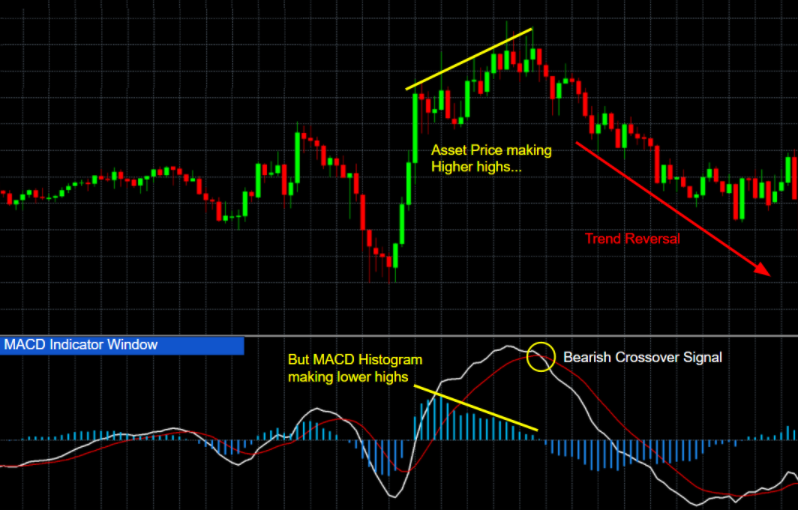 Asset Price making
Higher highs...
Trend Reversal
MACD Indicator Window
But MACD Histogram
making lower highs
Bearish Crossover Signal